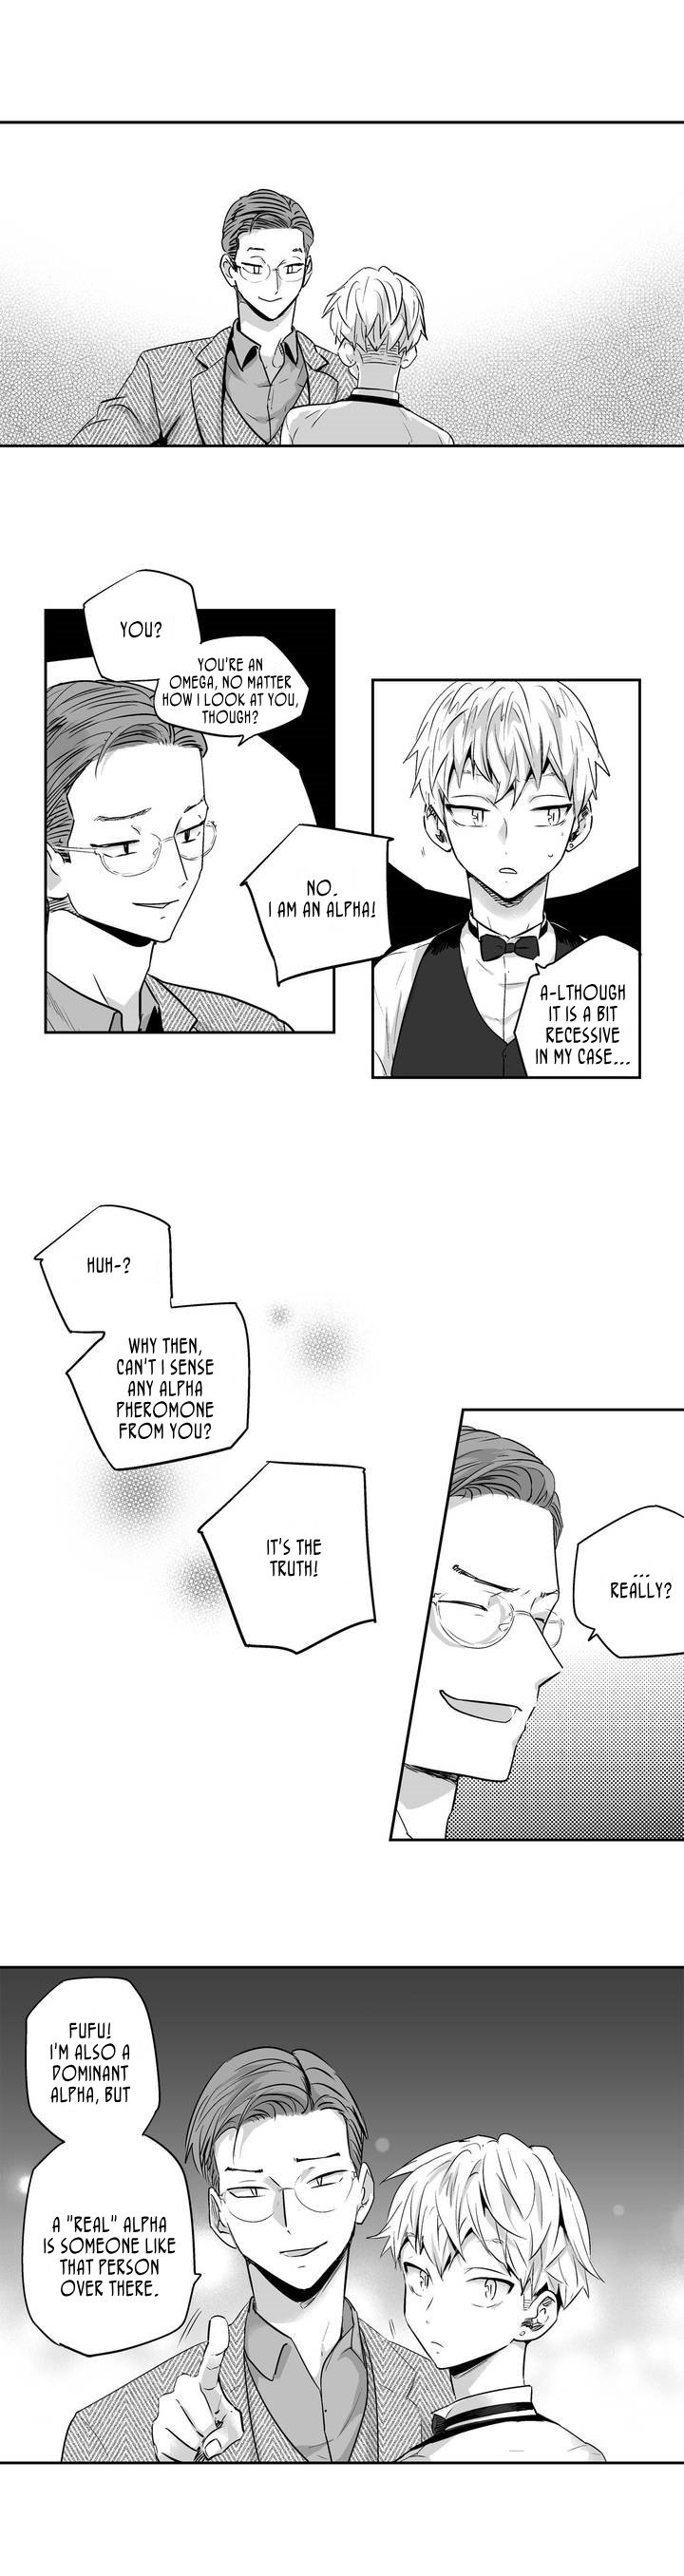 YOU?
YOU'RE AN
OMEGA, NO MATTER
HOW I LOOK AT YOU,
THOUGH?
NO.
I AM AN ALPHA!
A-LTHOUGH
IT IS A BIT
RECESSIVE
IN MY CASE...
HUH-?
WHY THEN,
CAN'T I SENSE
ANY ALPHA
PHEROMONE
FROM YOU?
IT'S THE
TRUTH!
...
REALLY?
FUFU!
I'M ALSO A
DOMINANT
ALPHA, BUT
A "REAL" ALPHA
IS SOMEONE LIKE
THAT PERSON
OVER THERE.